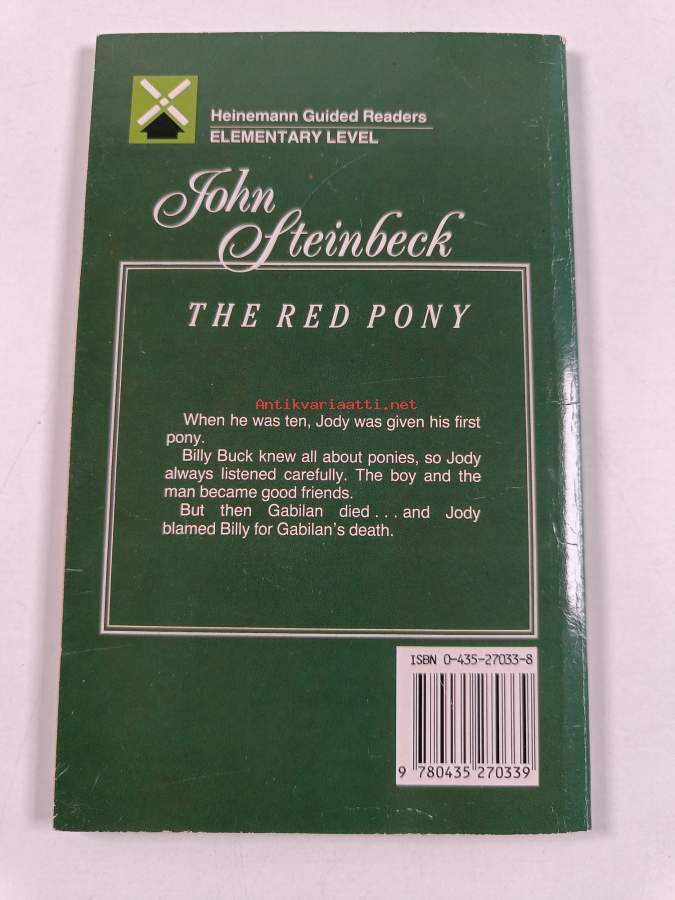 Heinemann Guided Readers
ELEMENTARY LEVEL
John
Steinbeck
THE RED PONY
Antikvariaatti.net
When he was ten, Jody was given his first
pony.
Billy Buck knew all about ponies, so Jody
always listened carefully. The boy and the
man became good friends.
But then Gabilan died . . . and Jody
blamed Billy for Gabilan's death.
ISBN 0-435-27033-8
9 780435 270339